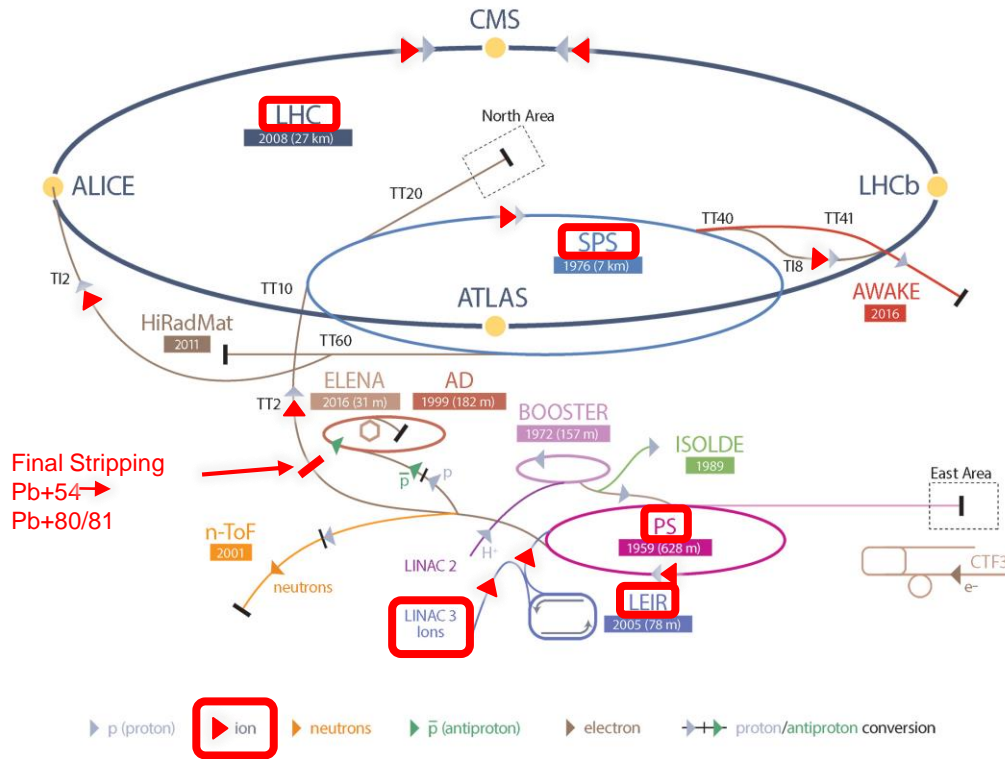 CMS
LHC
2008 (27 km)
North Area
ALICE
TT20
LHCb
TT40
TT41
SPS
1976 (7 km)
TI8
TI2
TT10
ATLAS
AWAKE
2016
HiRadMat
2011
TT60
ELENA
2016 (31 m)
AD
1999 (182 m)
TT2
BOOSTER
1972 (157 m)
ISOLDE
1989
Final Stripping
Pb+54
Pb+80/81
p̅
p
East Area
n-ToF
2001
PS
1959 (628 m)
H⁺
LINAC 2
neutrons
CTF3
e⁻
LINAC 3
Ions
LEIR
2005 (78 m)
p (proton)
ion
neutrons
p̅ (antiproton)
electron
proton/antiproton conversion